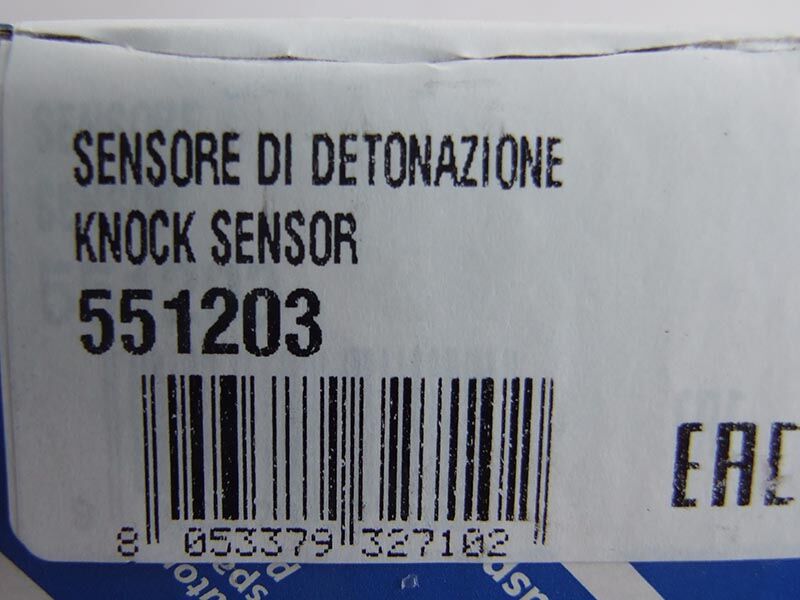 SENSORE DI DETONAZIONE
KNOCK SENSOR
551203
EAC
8 053379 327102